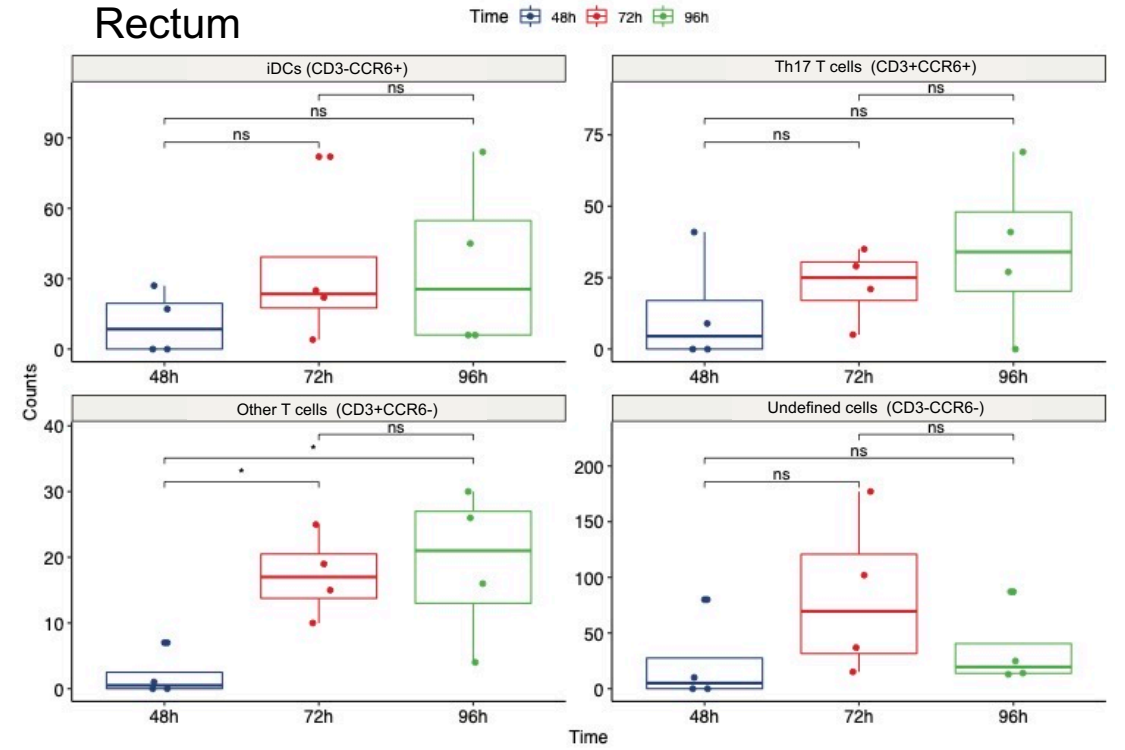 Rectum
Time 48h 72h 96h
iDCs (CD3-CCR6+)
Th17 T cells (CD3+CCR6+)
ns
ns
ns
ns
ns
ns
90
60
30
0
75
50
25
0
48h 72h 96h
48h 72h 96h
Counts
Other T cells (CD3+CCR6-)
Undefined cells (CD3-CCR6-)
ns
*
*
ns
ns
ns
40
30
20
10
0
200
150
100
50
0
48h 72h 96h
48h 72h 96h
Time